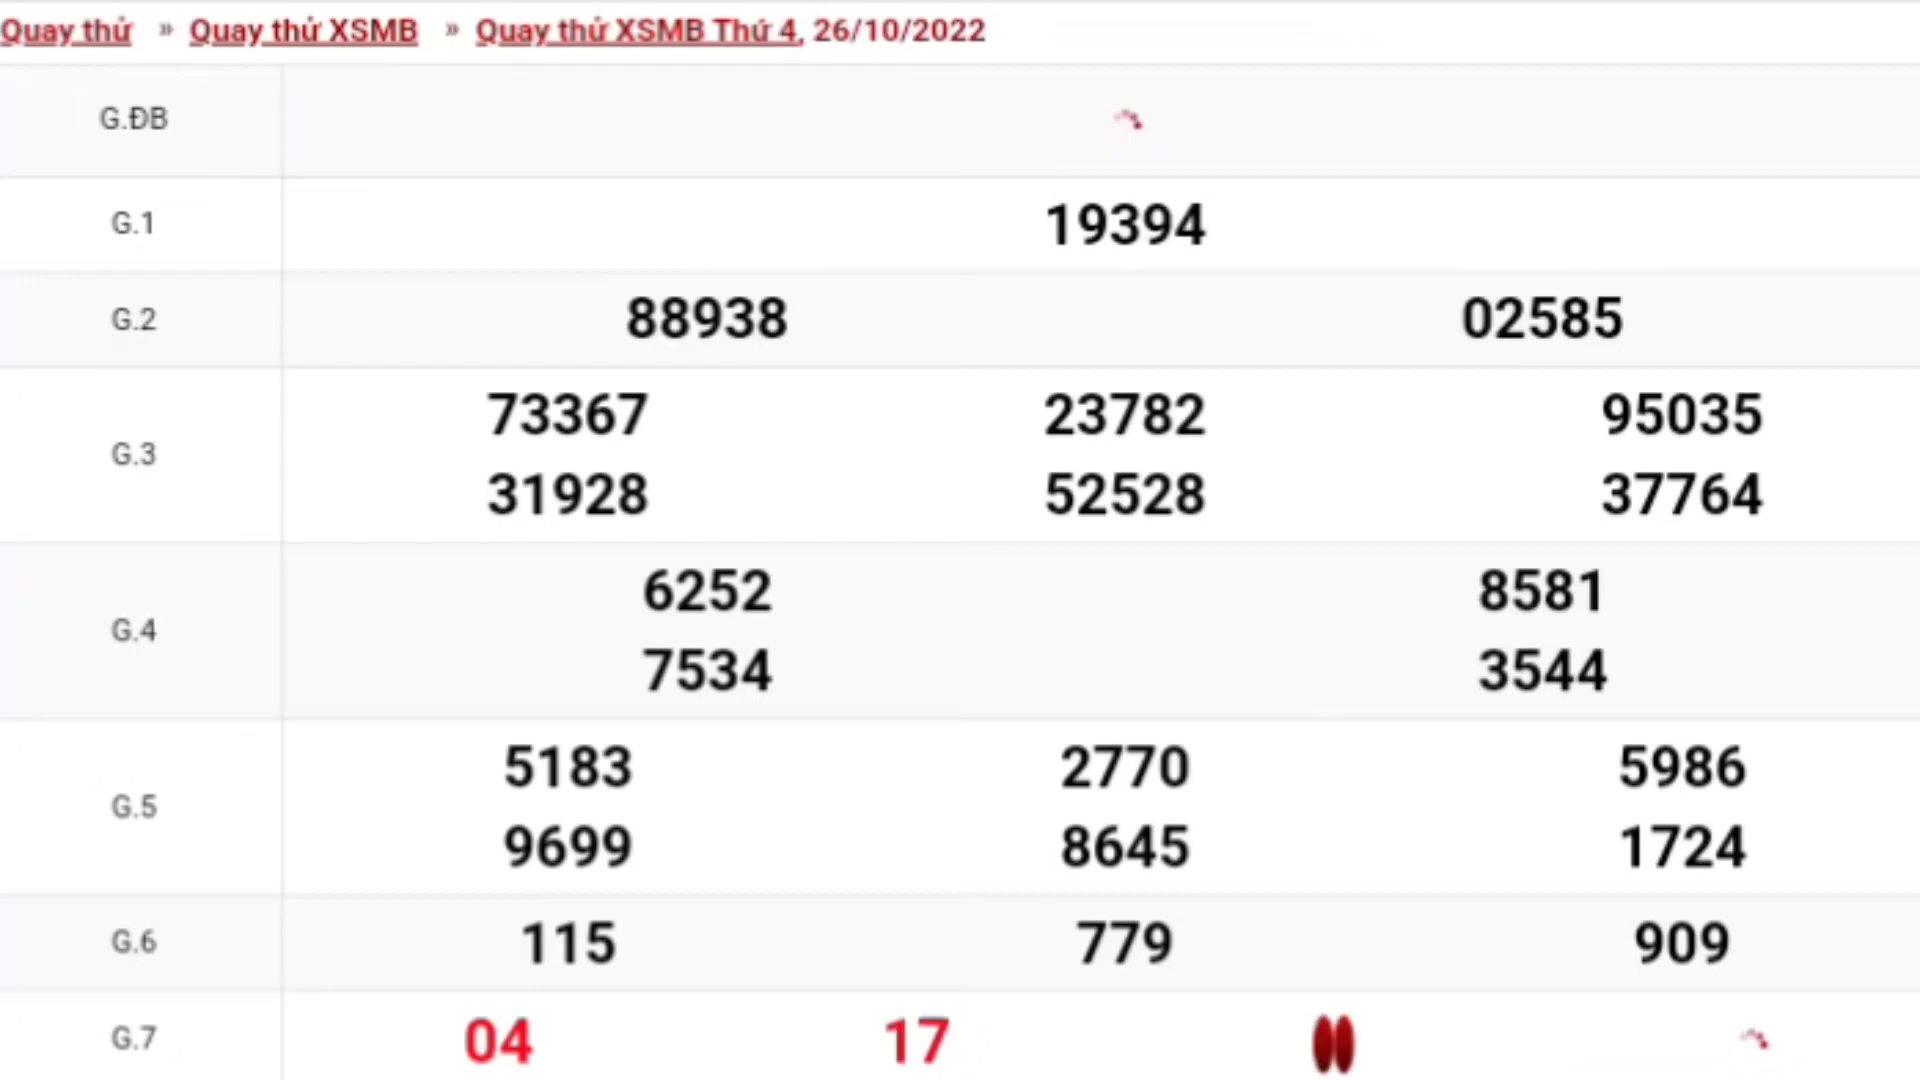 Quay thử » Quay thử XSMB » Quay thử XSMB Thứ 4, 26/10/2022
G.ĐB
G.1 19394
G.2 88938 02585
G.3 73367 23782 95035
31928 52528 37764
G.4 6252 8581
7534 3544
G.5 5183 2770 5986
9699 8645 1724
G.6 115 779 909
G.7 04 17